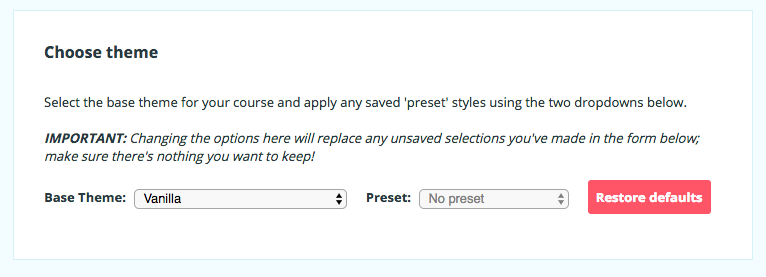 Choose theme
Select the base theme for your course and apply any saved 'preset' styles using the two dropdowns below.
IMPORTANT: Changing the options here will replace any unsaved selections you've made in the form below;
make sure there's nothing you want to keep!
Base Theme: Vanilla Preset: No preset Restore defaults